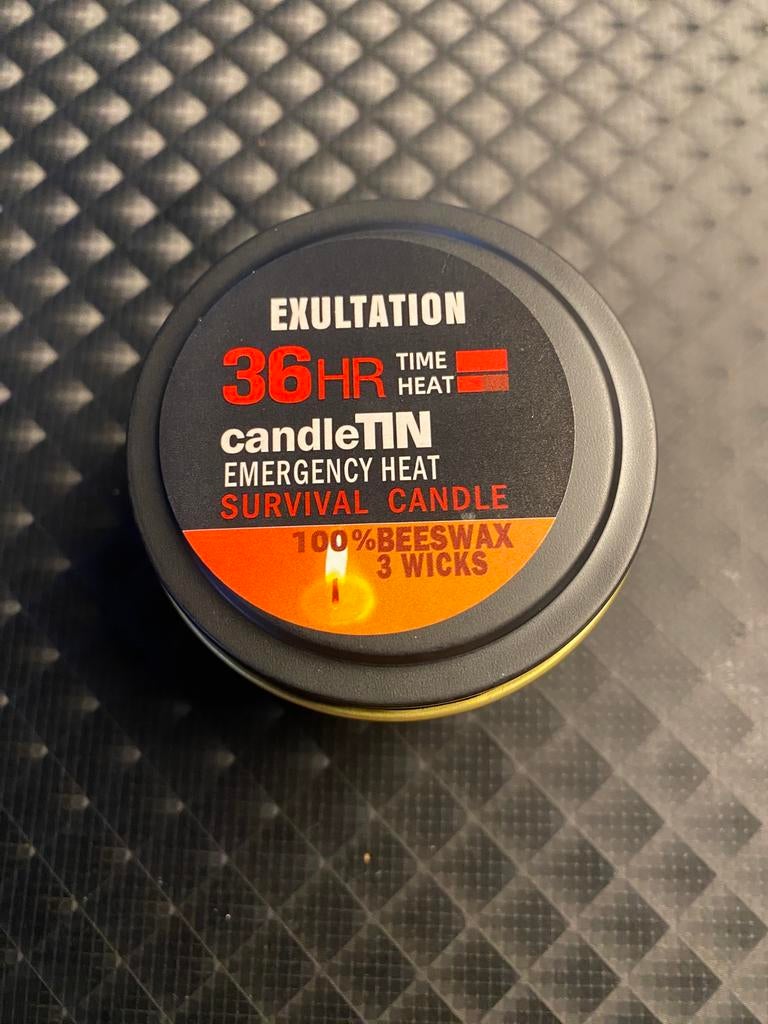 EXULTATION
36HR TIME
HEAT
candleTIN
EMERGENCY HEAT
SURVIVAL CANDLE
100%BEESWAX
3 WICKS